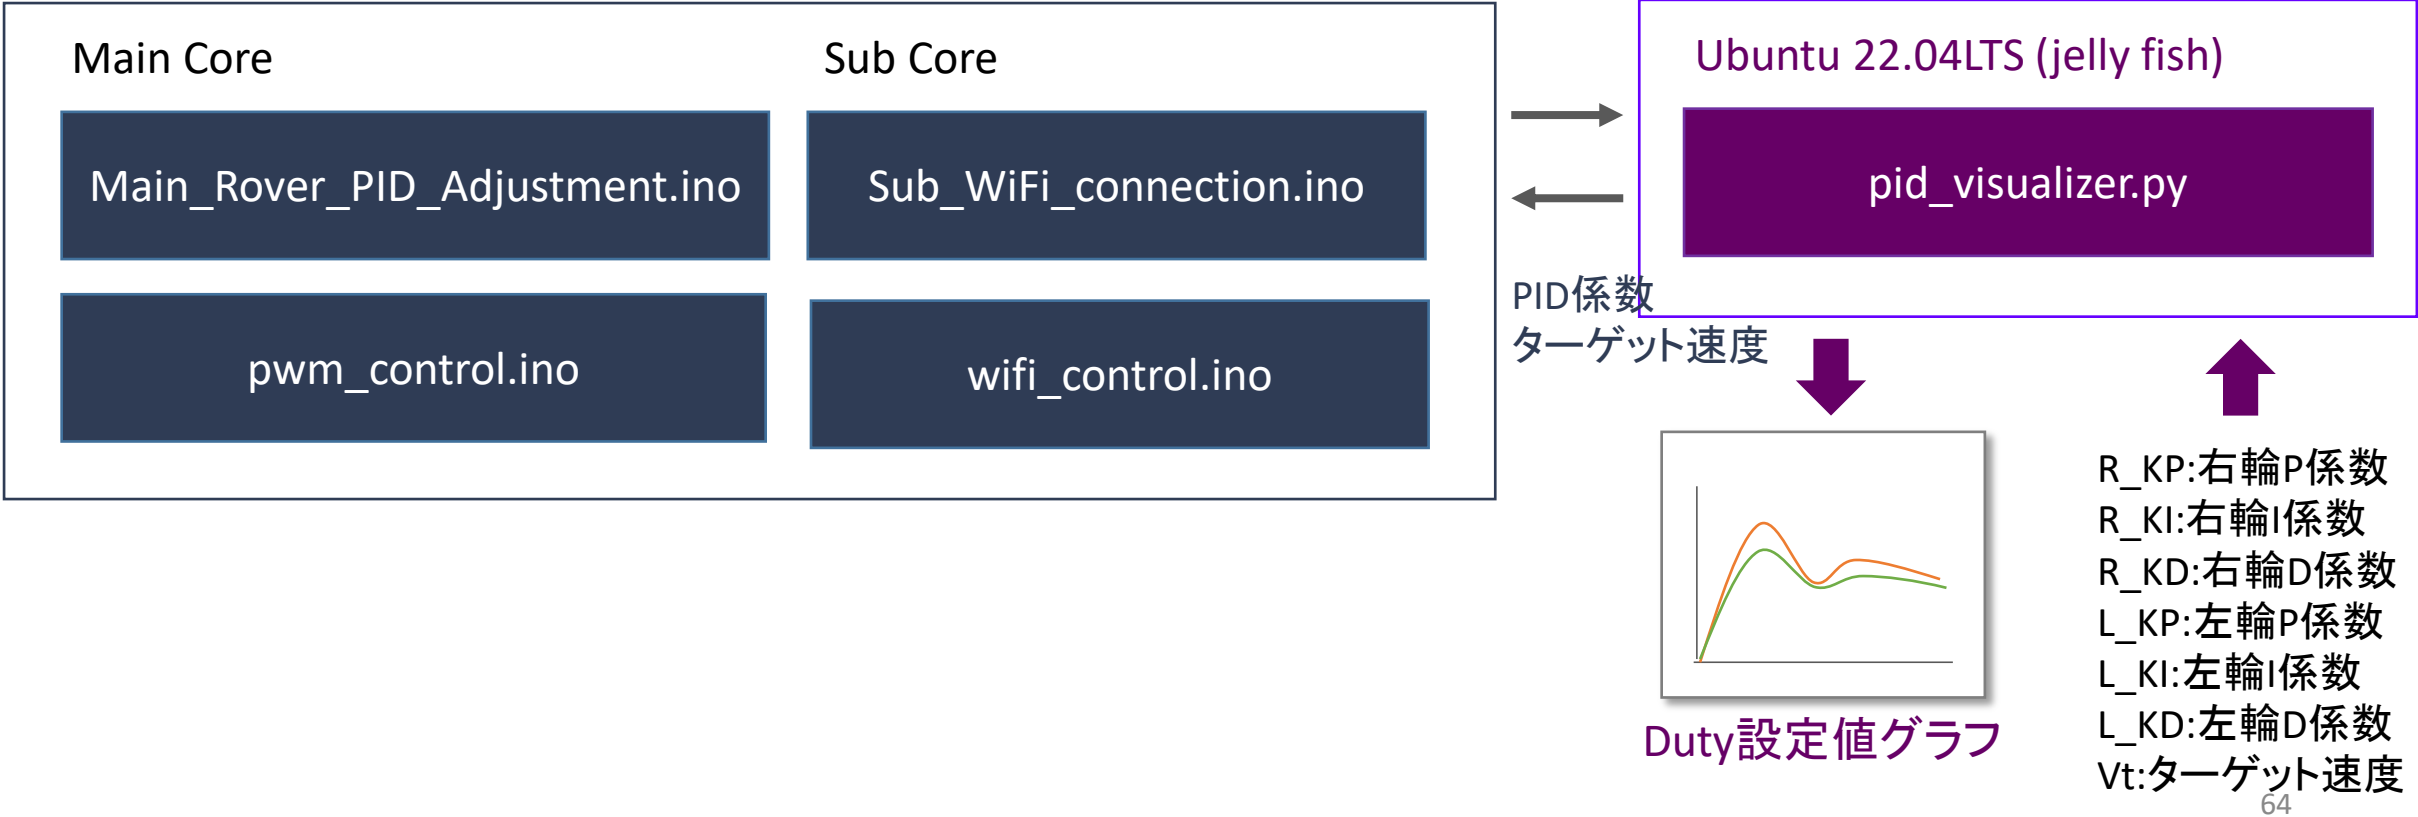 Main Core
Sub Core
Main_Rover_PID_Adjustment.ino
Sub_WiFi_connection.ino
pwm_control.ino
wifi_control.ino
Ubuntu 22.04LTS (jelly fish)
pid_visualizer.py
PID係数
ターゲット速度
Duty設定値グラフ
R_KP:右輪P係数
R_KI:右輪I係数
R_KD:右輪D係数
L_KP:左輪P係数
L_KI:左輪I係数
L_KD:左輪D係数
Vt:ターゲット速度
64